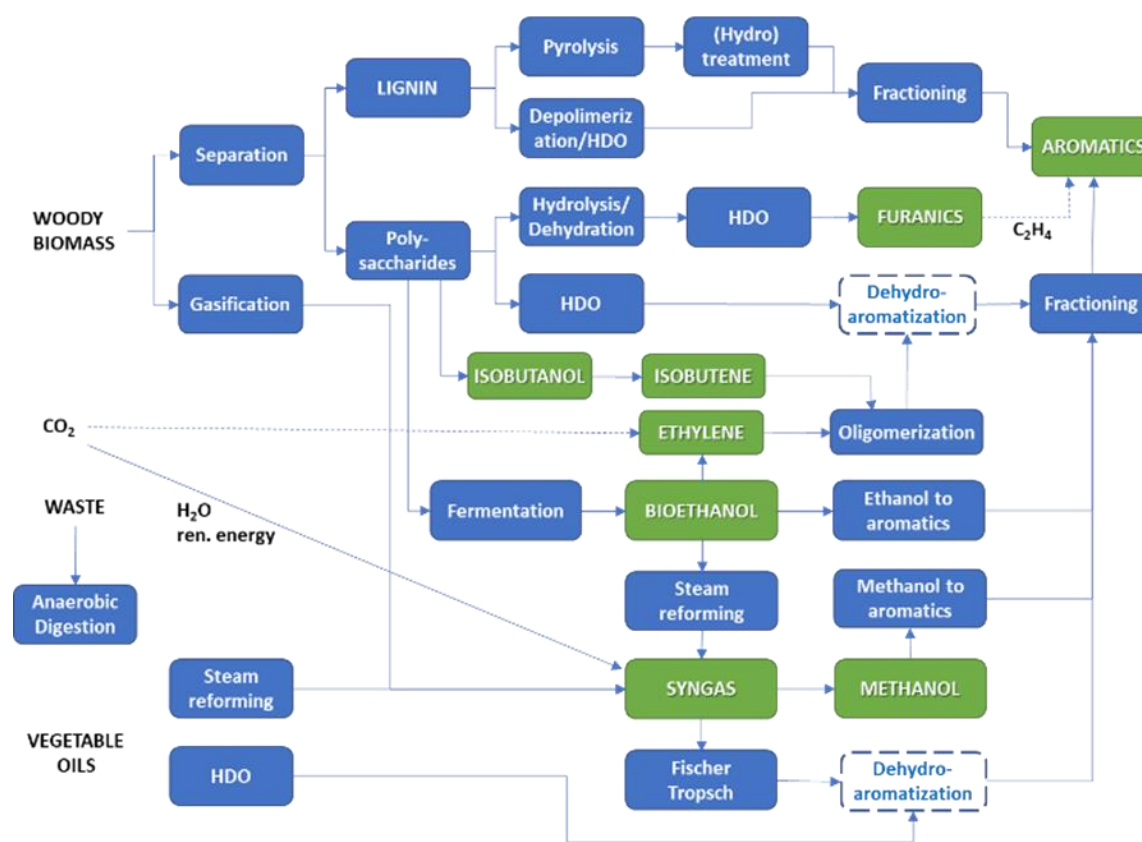 Pyrolysis
(Hydro)
treatment
LIGNIN
Fractioning
Depolimeriz
ation/HDO
AROMATICS
Separation
WOODY
BIOMASS
Hydrolysis/
Dehydration
HDO
FURANICS
C₂H₄
Poly-
saccharides
Gasification
HDO
Dehydro-
aromatization
Fractioning
ISOBUTANOL
ISOBUTENE
CO₂
ETHYLENE
Oligomerization
WASTE
H₂O
ren. energy
Fermentation
BIOETHANOL
Ethanol to
aromatics
Anaerobic
Digestion
Steam
reforming
Methanol to
aromatics
Steam
reforming
SYNGAS
METHANOL
VEGETABLE
OILS
HDO
Fischer
Tropsch
Dehydro-
aromatization